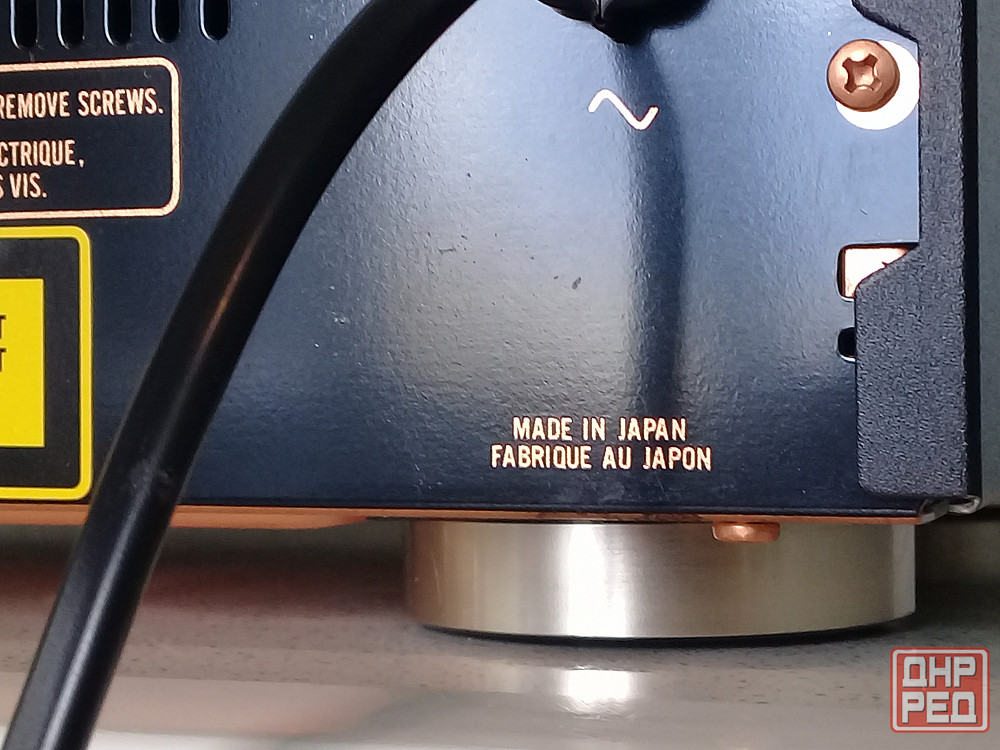 REMOVE SCREWS.
CTRIQUE,
S VIS.
T
T
MADE IN JAPAN
FABRIQUE AU JAPON
ДНР
РЕД